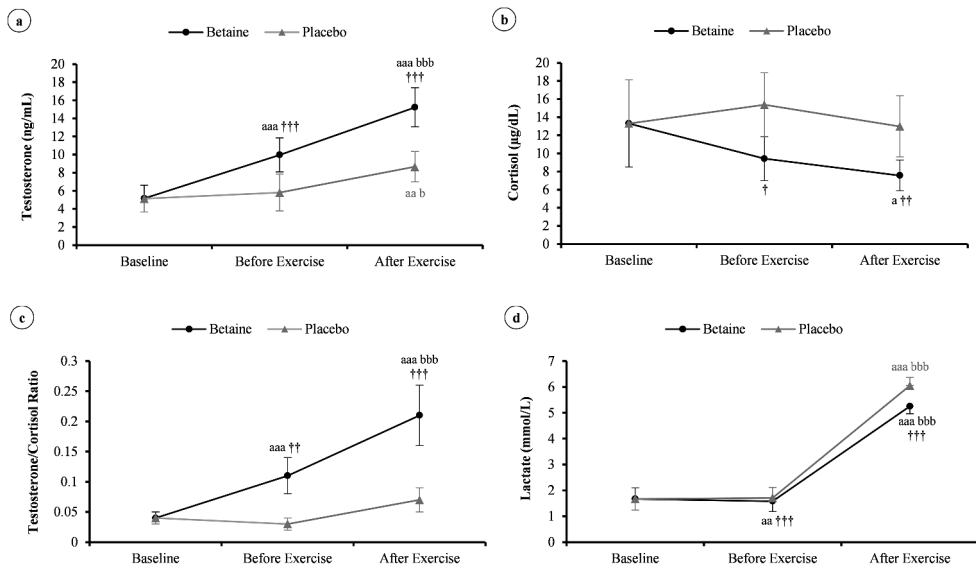 a
Betaine Placebo
Testosterone (ng/mL)
20
18
16
14
12
10
8
6
4
2
0
aaa †††
aaa bbb
†††
aa b
Baseline Before Exercise After Exercise
b
Betaine Placebo
Cortisol (µg/dL)
20
18
16
14
12
10
8
6
4
2
0
†
a ††
Baseline Before Exercise After Exercise
c
Betaine Placebo
Testosterone/Cortisol Ratio
0.3
0.25
0.2
0.15
0.1
0.05
0
aaa ††
aaa bbb
†††
Baseline Before Exercise After Exercise
d
Betaine Placebo
Lactate (mmol/L)
7
6
5
4
3
2
1
0
aaa bbb
aaa bbb
†††
aa †††
Baseline Before Exercise After Exercise